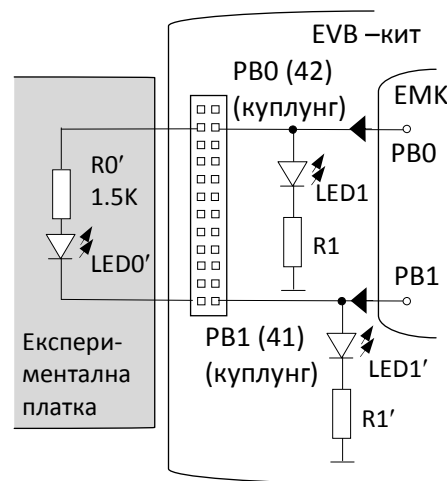 EVB –кит
PB0 (42)
(куплунг)
EMK
PB0
R0'
1.5K
LED1
LED0'
R1
PB1
PB1 (41)
(куплунг)
LED1'
Експери-
ментална
платка
R1'